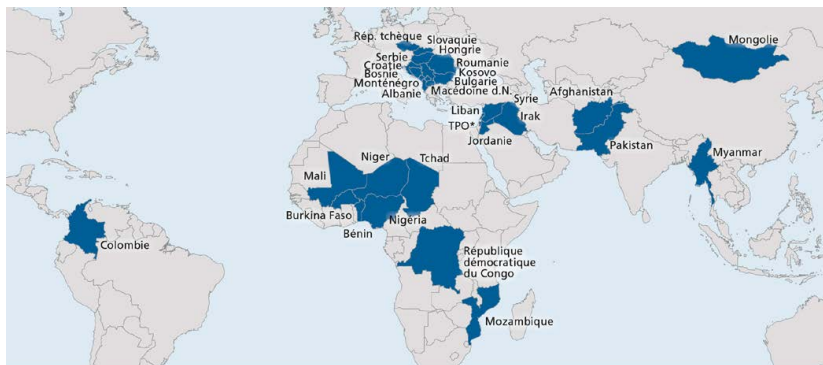 Rép. tchèque
Slovaquie
Hongrie
Serbie
Croatie
Bosnie
Monténégro
Albanie
Roumanie
Kosovo
Bulgarie
Macédoine d.N.
Mongolie
Afghanistan
Liban
Syrie
TPO*
Irak
Jordanie
Pakistan
Myanmar
Mali
Niger
Tchad
Burkina Faso
Nigéria
Bénin
Colombie
République
démocratique
du Congo
Mozambique